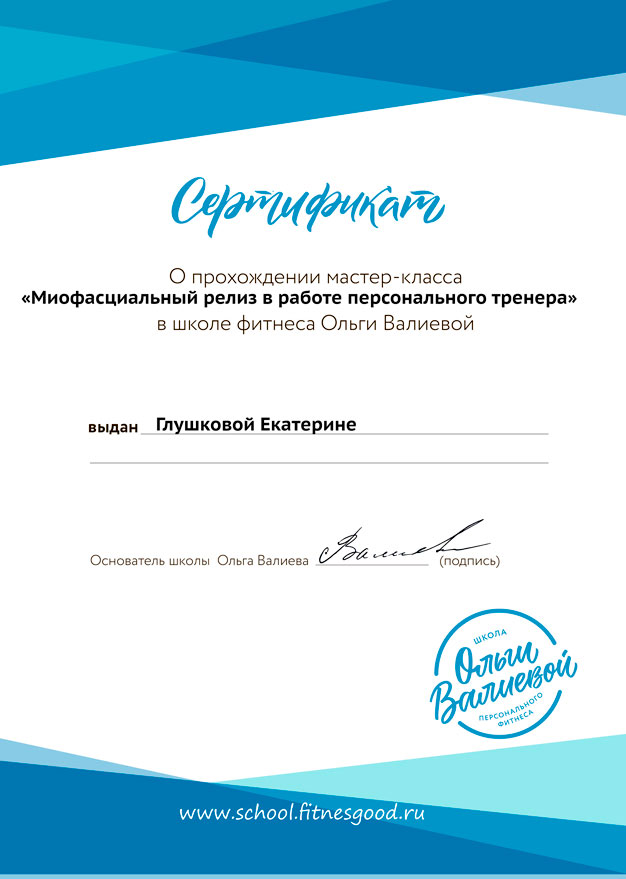 Сертификат
О прохождении мастер-класса
«Миофасциальный релиз в работе персонального тренера»
в школе фитнеса Ольги Валиевой
выдан Глушковой Екатерине
Основатель школы Ольга Валиева Валиева (подпись)
ШКОЛА
Ольги
Валиевой
ПЕРСОНАЛЬНОГО
ФИТНЕСА
www.school.fitnesgood.ru